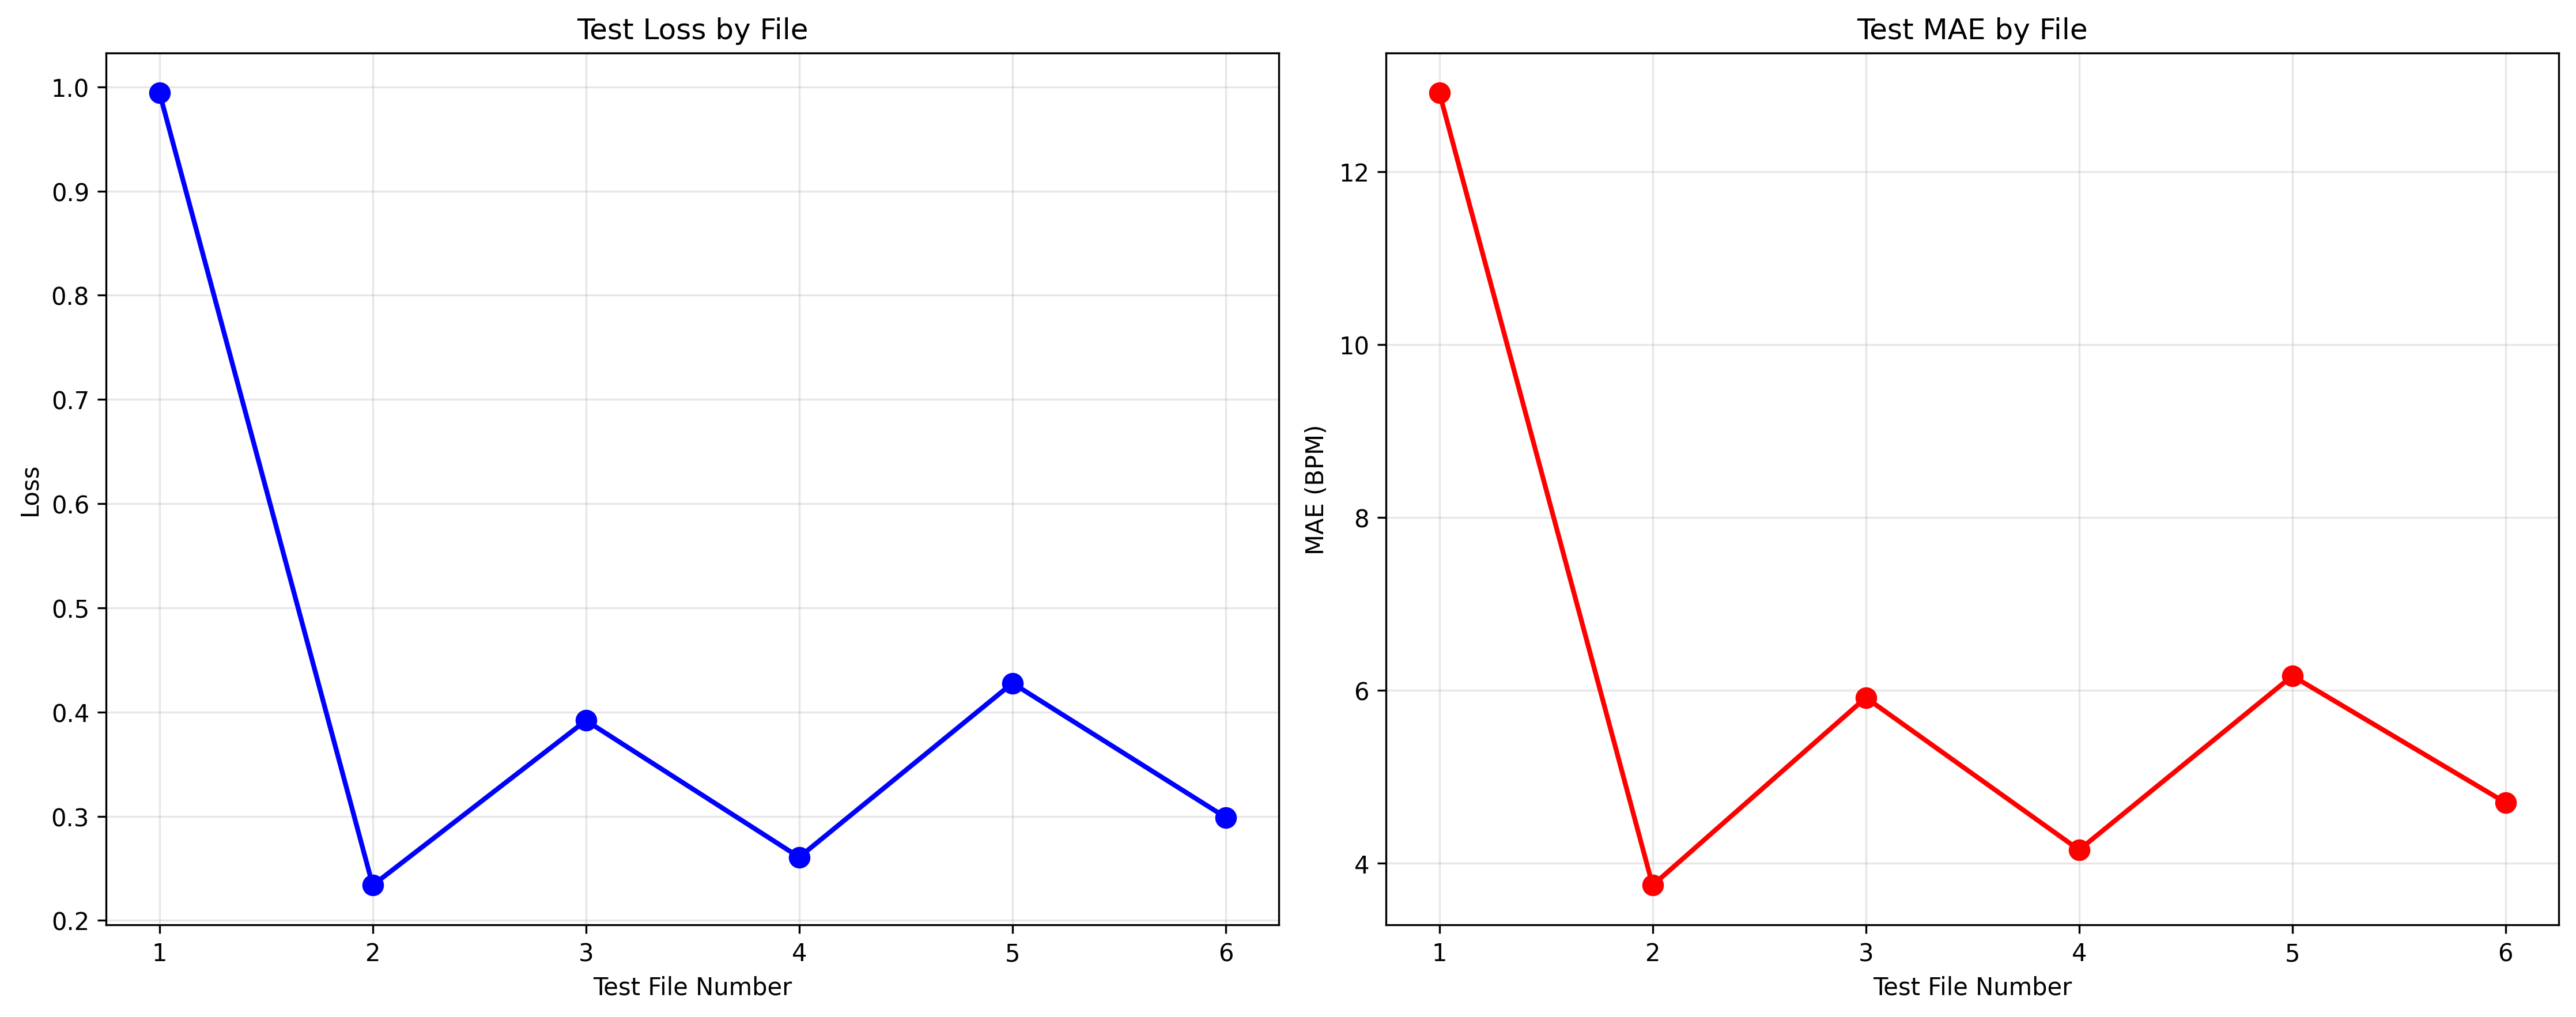 Test Loss by File
1.0
0.9
0.8
0.7
0.6
0.5
0.4
0.3
0.2
Loss
1 2 3 4 5 6
Test File Number
Test MAE by File
12
10
8
6
4
MAE (BPM)
1 2 3 4 5 6
Test File Number